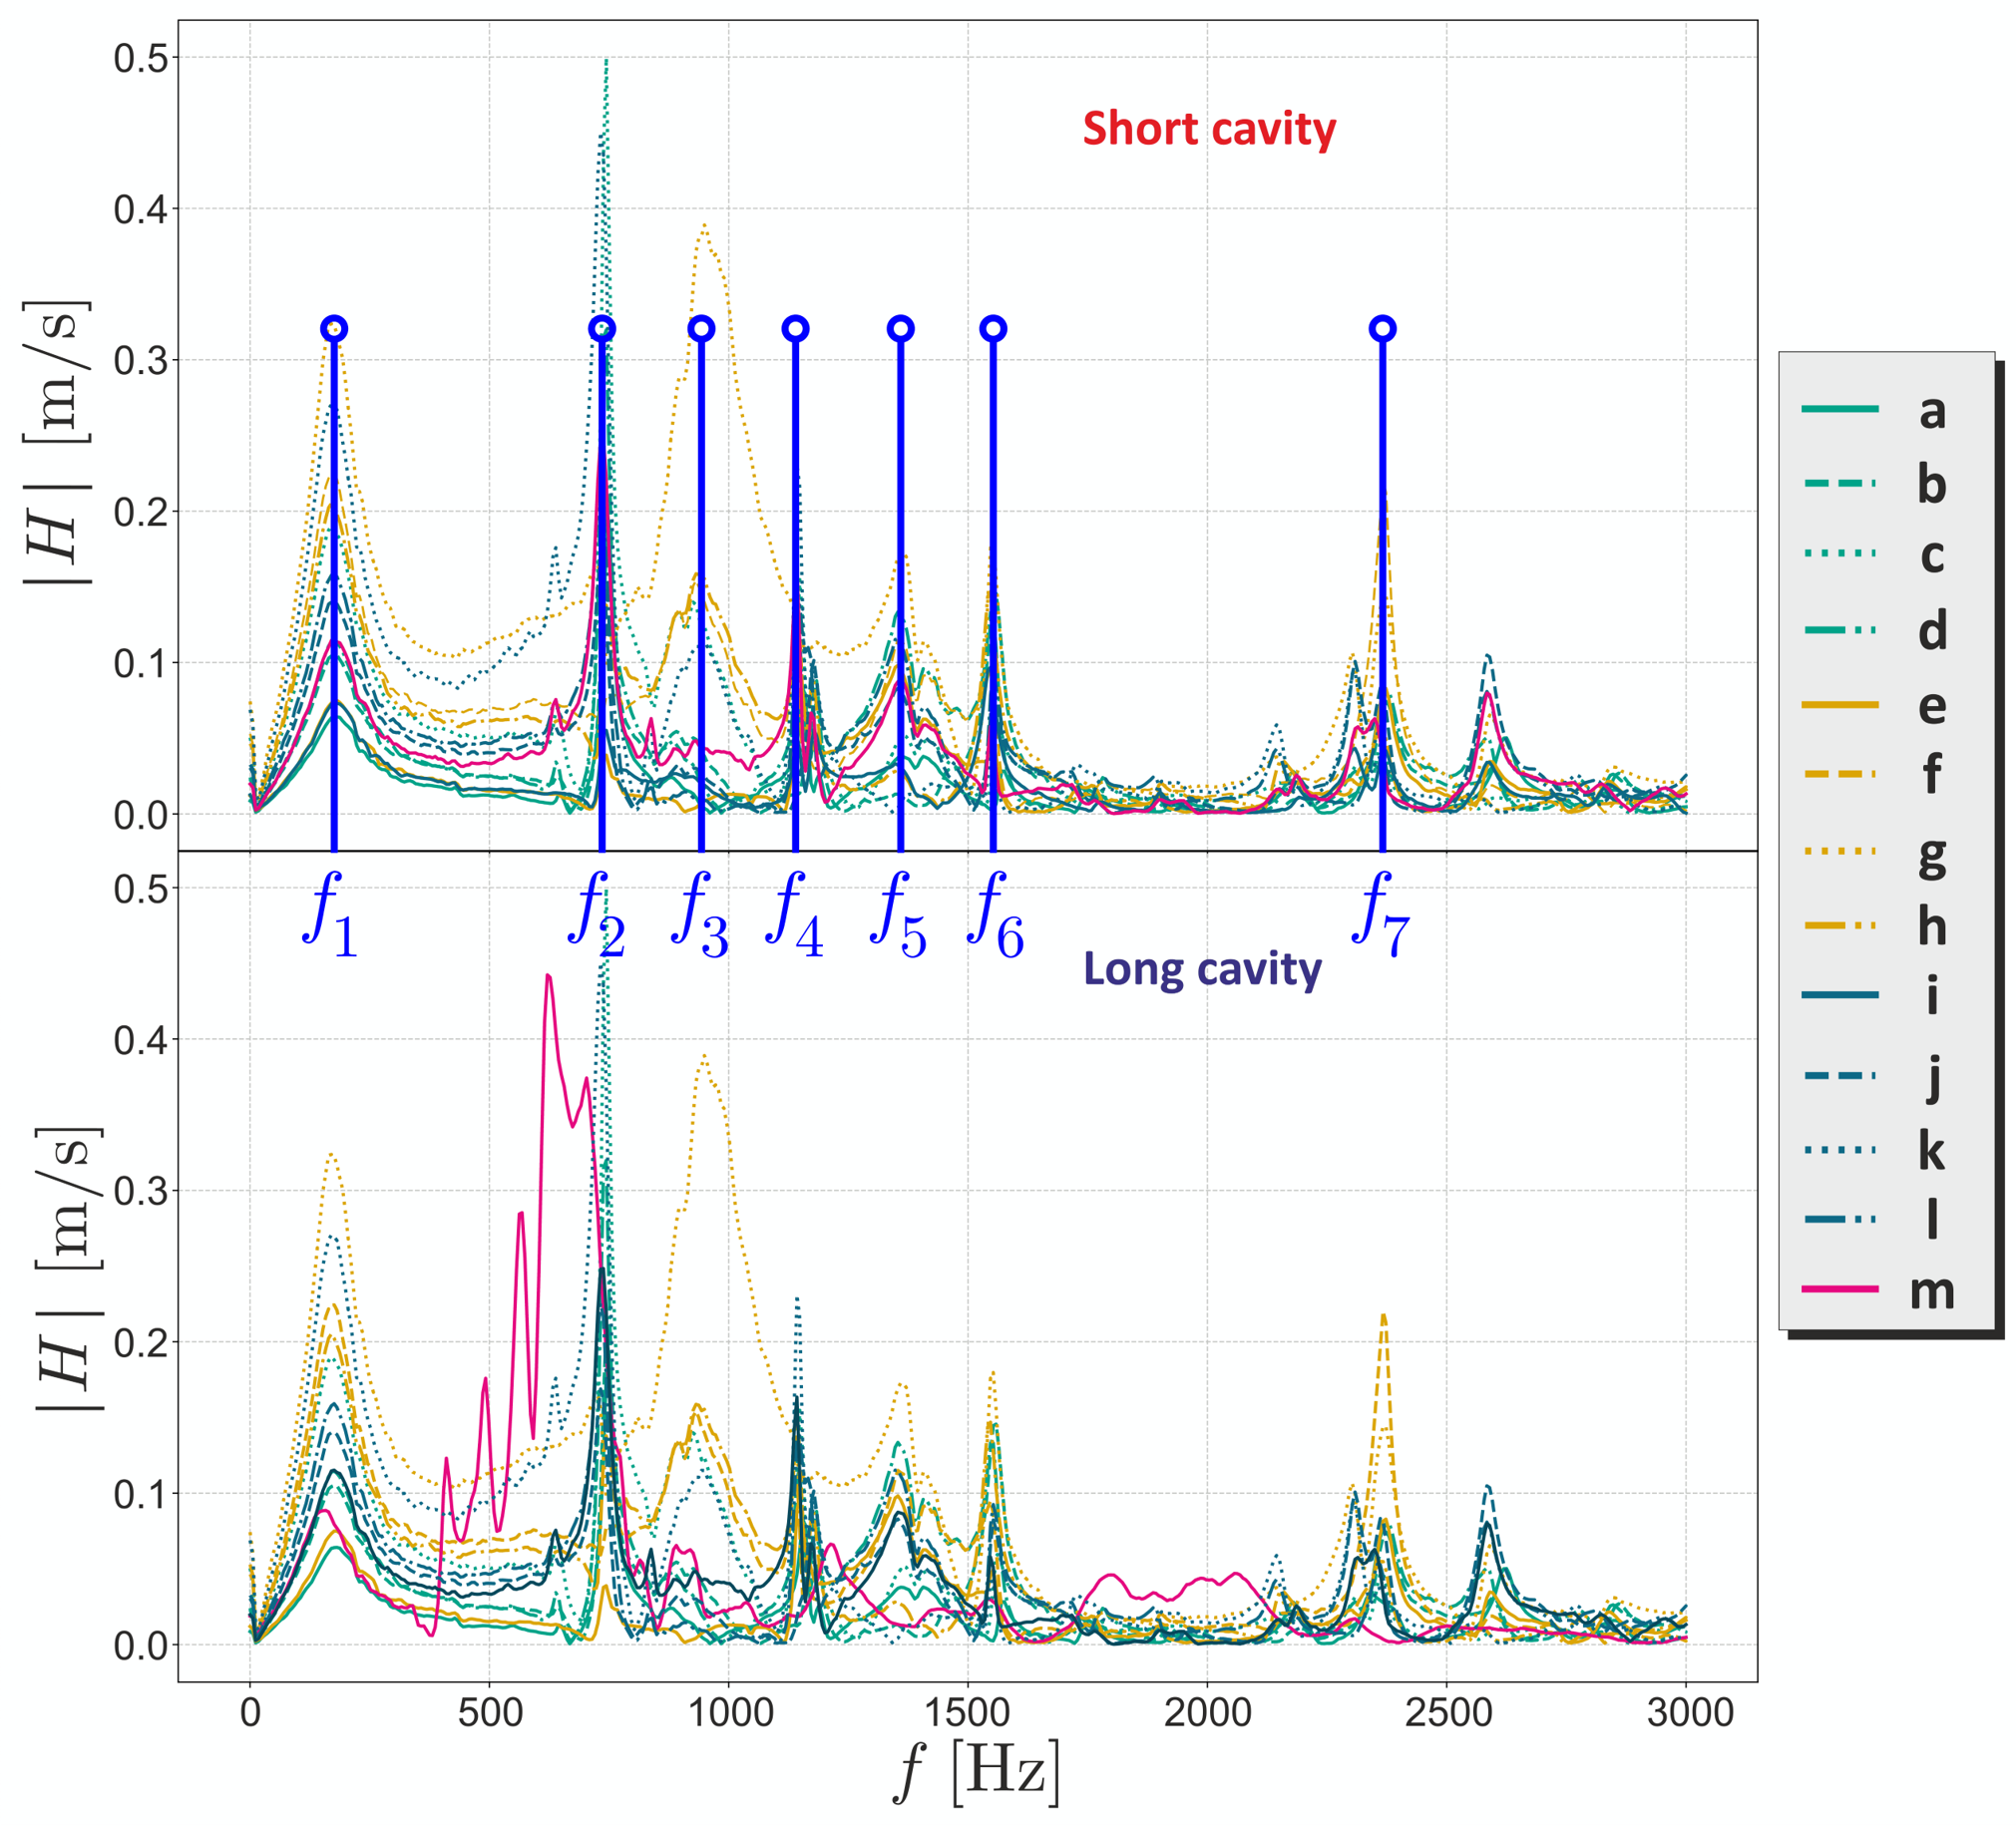 0.5
Short cavity
0.4
0.3
0.2
0.1
0.0
|H| [m/s]
f1 f2 f3 f4 f5 f6 f7
0.5
Long cavity
0.4
0.3
0.2
0.1
0.0
|H| [m/s]
0 500 1000 1500 2000 2500 3000
f [Hz]
a
b
c
d
e
f
g
h
i
j
k
l
m